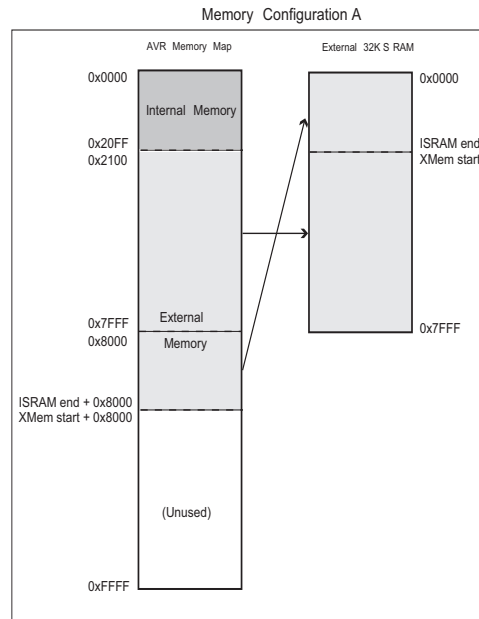 Memory Configuration A
AVR Memory Map
External 32K SRAM
0x0000
0x0000
Internal Memory
0x20FF
0x2100
ISRAM end
XMem start
External
0x7FFF
0x7FFF
0x8000
Memory
ISRAM end + 0x8000
XMem start + 0x8000
(Unused)
0xFFFF